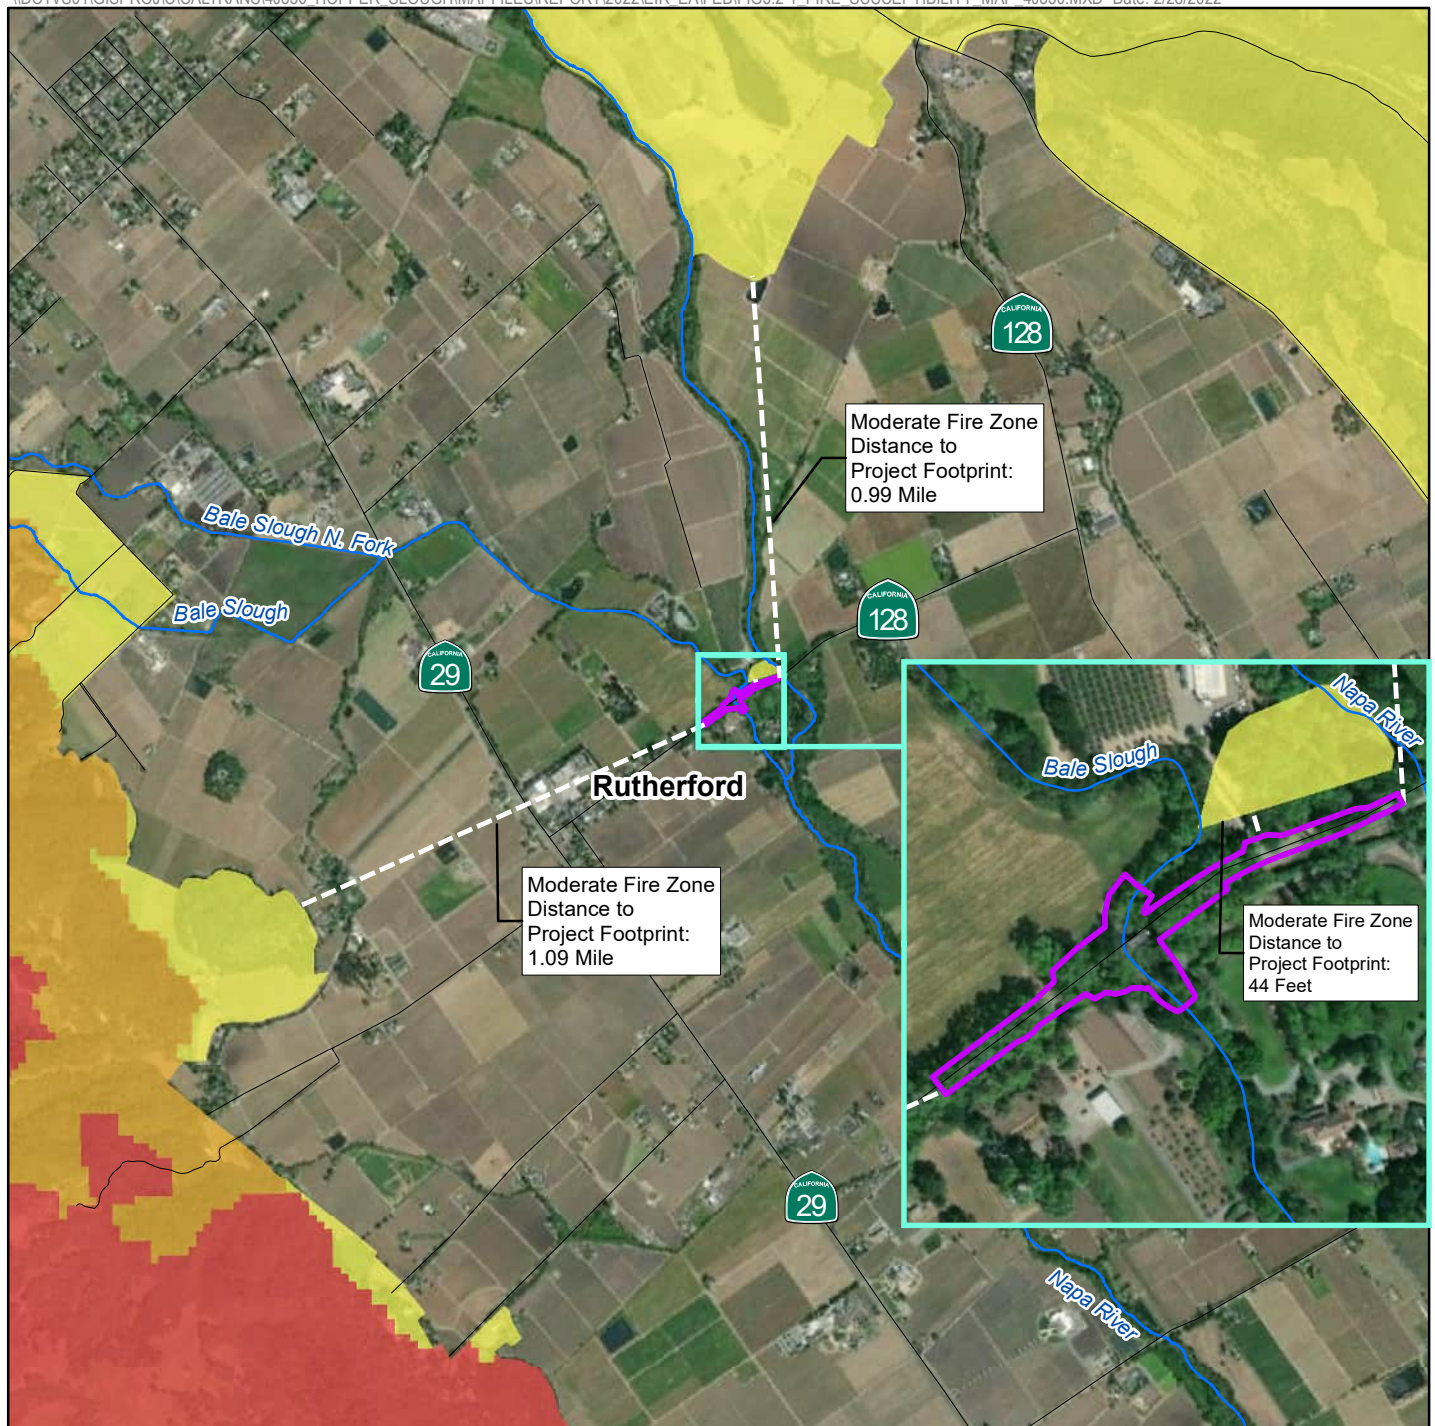 CALIFORNIA
128
Moderate Fire Zone
Distance to
Project Footprint:
0.99 Mile
Bale Slough N. Fork
Bale Slough
CALIFORNIA
128
CALIFORNIA
29
Rutherford
Napa River
Bale Slough
Moderate Fire Zone
Distance to
Project Footprint:
1.09 Mile
Moderate Fire Zone
Distance to
Project Footprint:
44 Feet
CALIFORNIA
29
Napa River